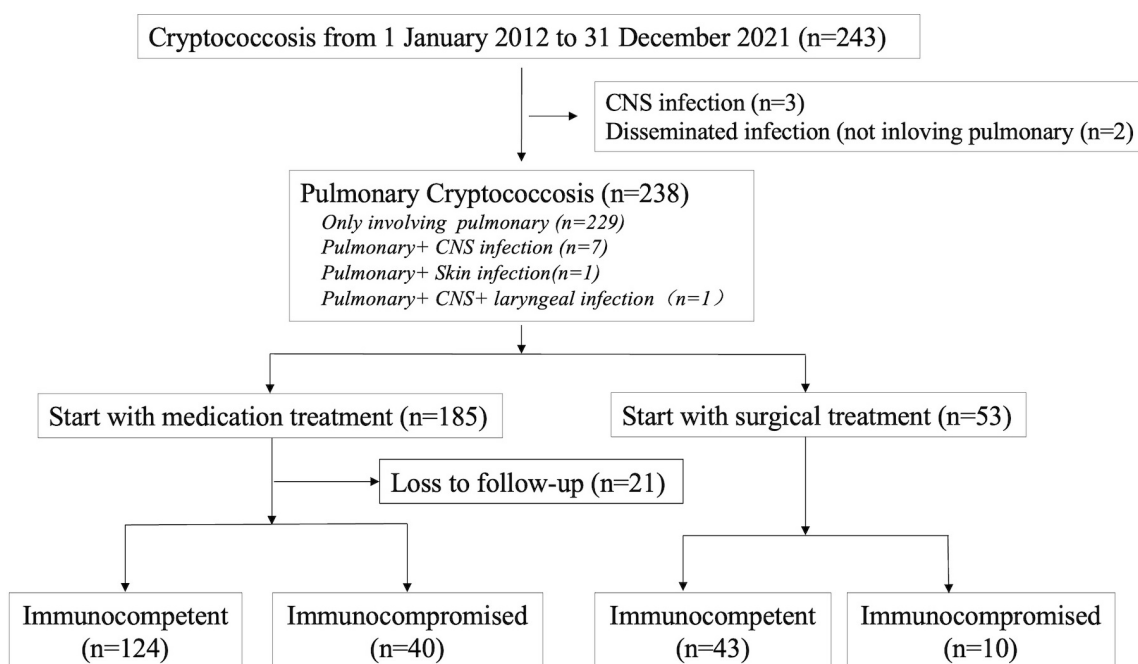 Cryptococcosis from 1 January 2012 to 31 December 2021 (n=243)
CNS infection (n=3)
Disseminated infection (not inloving pulmonary (n=2)
Pulmonary Cryptococcosis (n=238)
Only involving pulmonary (n=229)
Pulmonary+ CNS infection (n=7)
Pulmonary+ Skin infection(n=1)
Pulmonary+ CNS+ laryngeal infection（n=1）
Start with medication treatment (n=185)
Start with surgical treatment (n=53)
Loss to follow-up (n=21)
Immunocompetent
(n=124)
Immunocompromised
(n=40)
Immunocompetent
(n=43)
Immunocompromised
(n=10)